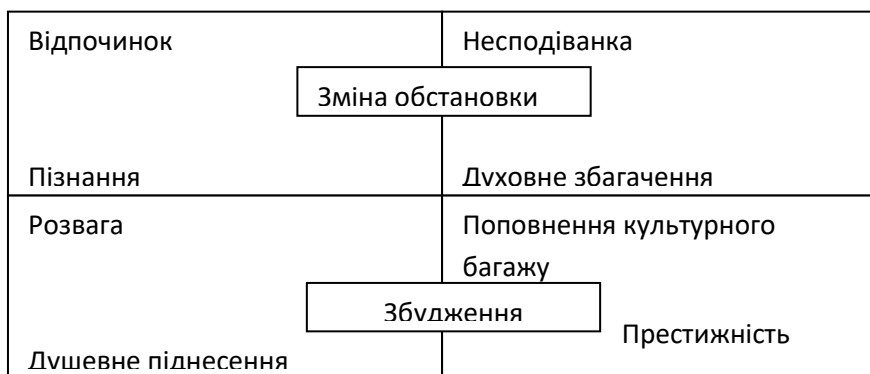 Відпочинок
Несподіванка
Зміна обстановки
Пізнання
Духовне збагачення
Розвага
Поповнення культурного
багажу
Збудження
Престижність
Душевне піднесення